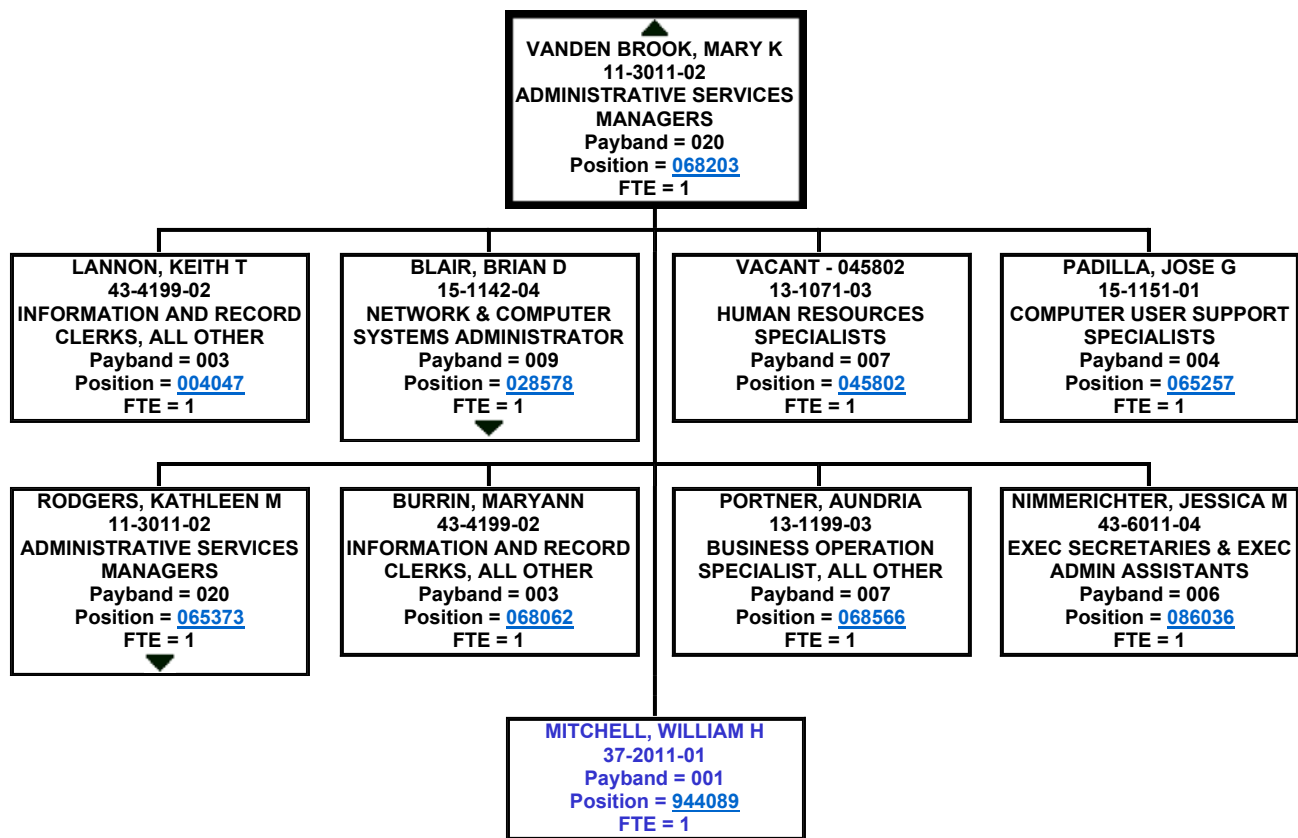 VANDEN BROOK, MARY K
11-3011-02
ADMINISTRATIVE SERVICES
MANAGERS
Payband = 020
Position = 068203
FTE = 1
LANNON, KEITH T
43-4199-02
INFORMATION AND RECORD
CLERKS, ALL OTHER
Payband = 003
Position = 004047
FTE = 1
BLAIR, BRIAN D
15-1142-04
NETWORK & COMPUTER
SYSTEMS ADMINISTRATOR
Payband = 009
Position = 028578
FTE = 1
VACANT - 045802
13-1071-03
HUMAN RESOURCES
SPECIALISTS
Payband = 007
Position = 045802
FTE = 1
PADILLA, JOSE G
15-1151-01
COMPUTER USER SUPPORT
SPECIALISTS
Payband = 004
Position = 065257
FTE = 1
RODGERS, KATHLEEN M
11-3011-02
ADMINISTRATIVE SERVICES
MANAGERS
Payband = 020
Position = 065373
FTE = 1
BURRIN, MARYANN
43-4199-02
INFORMATION AND RECORD
CLERKS, ALL OTHER
Payband = 003
Position = 068062
FTE = 1
PORTNER, AUNDRIA
13-1199-03
BUSINESS OPERATION
SPECIALIST, ALL OTHER
Payband = 007
Position = 068566
FTE = 1
NIMMERICHTER, JESSICA M
43-6011-04
EXEC SECRETARIES & EXEC
ADMIN ASSISTANTS
Payband = 006
Position = 086036
FTE = 1
MITCHELL, WILLIAM H
37-2011-01
Payband = 001
Position = 944089
FTE = 1